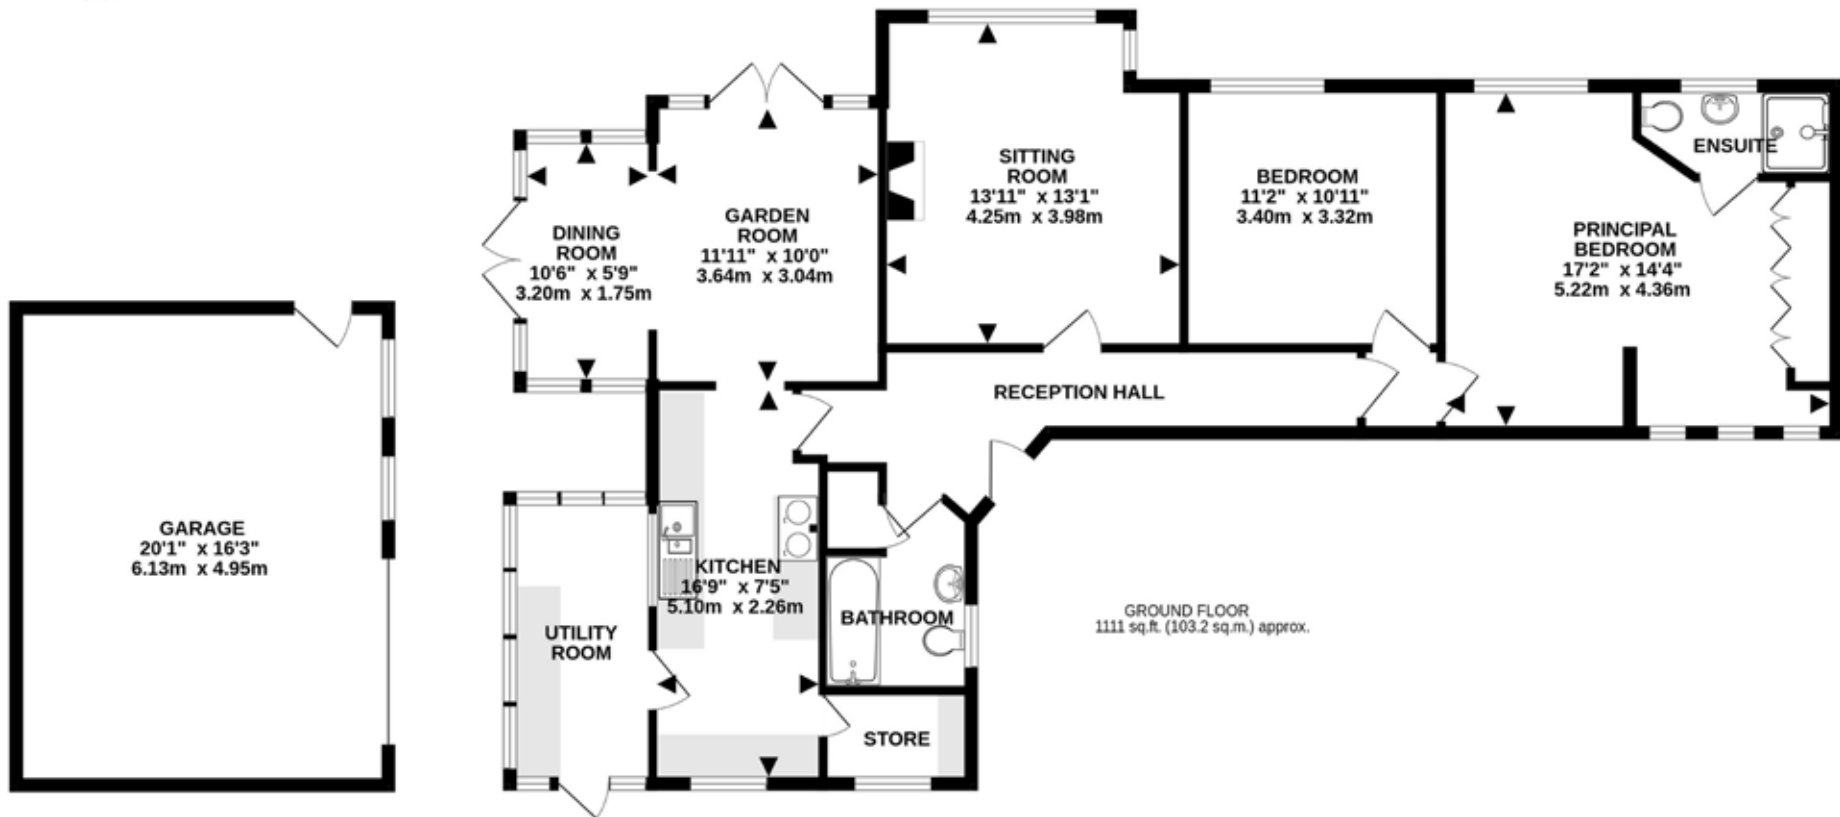 SITTING
ROOM
13'11" x 13'1"
4.25m x 3.98m
BEDROOM
11'2" x 10'11"
3.40m x 3.32m
ENSUITE
PRINCIPAL
BEDROOM
17'2" x 14'4"
5.22m x 4.36m
GARDEN
ROOM
11'11" x 10'0"
3.64m x 3.04m
DINING
ROOM
10'6" x 5'9"
3.20m x 1.75m
RECEPTION HALL
GARAGE
20'1" x 16'3"
6.13m x 4.95m
KITCHEN
16'9" x 7'5"
5.10m x 2.26m
UTILITY
ROOM
BATHROOM
STORE
GROUND FLOOR
1111 sq.ft. (103.2 sq.m.) approx.